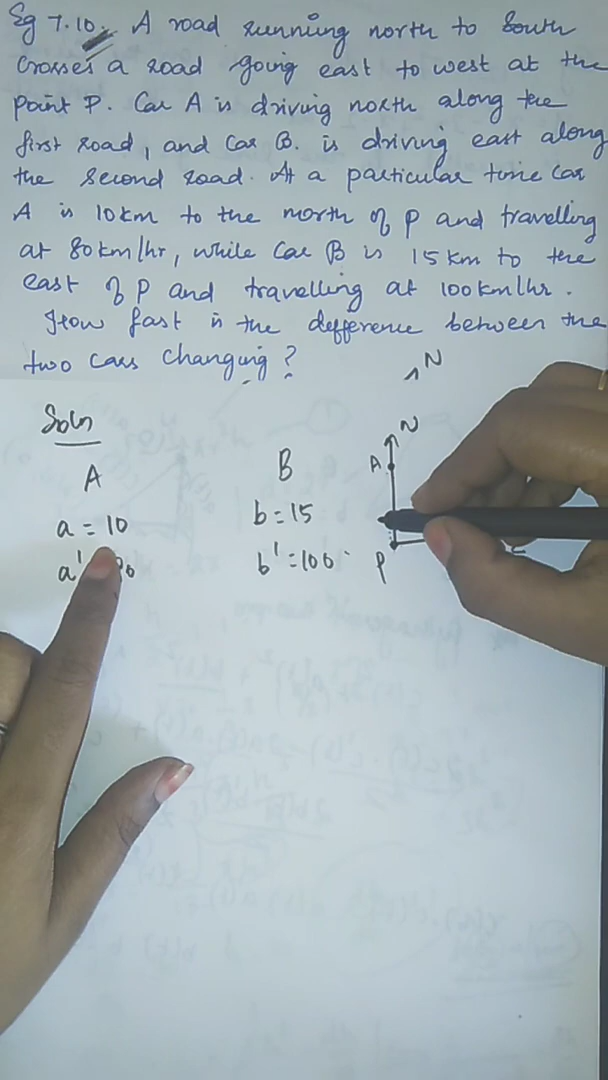 Eg 7.10. A road running north to South
Crosses a road going east to west at the
point P. Car A is driving north along the
first road, and Car B. is driving east along
the second road. At a particular time car
A is 10km to the north of P and travelling
at 80km/hr, while Car B is 15 km to the
east of P and travelling at 100km/hr.
How fast is the difference between the
two cars changing?
N
Soln
N
A B A
a = 10 b = 15
a' b' = 100 P